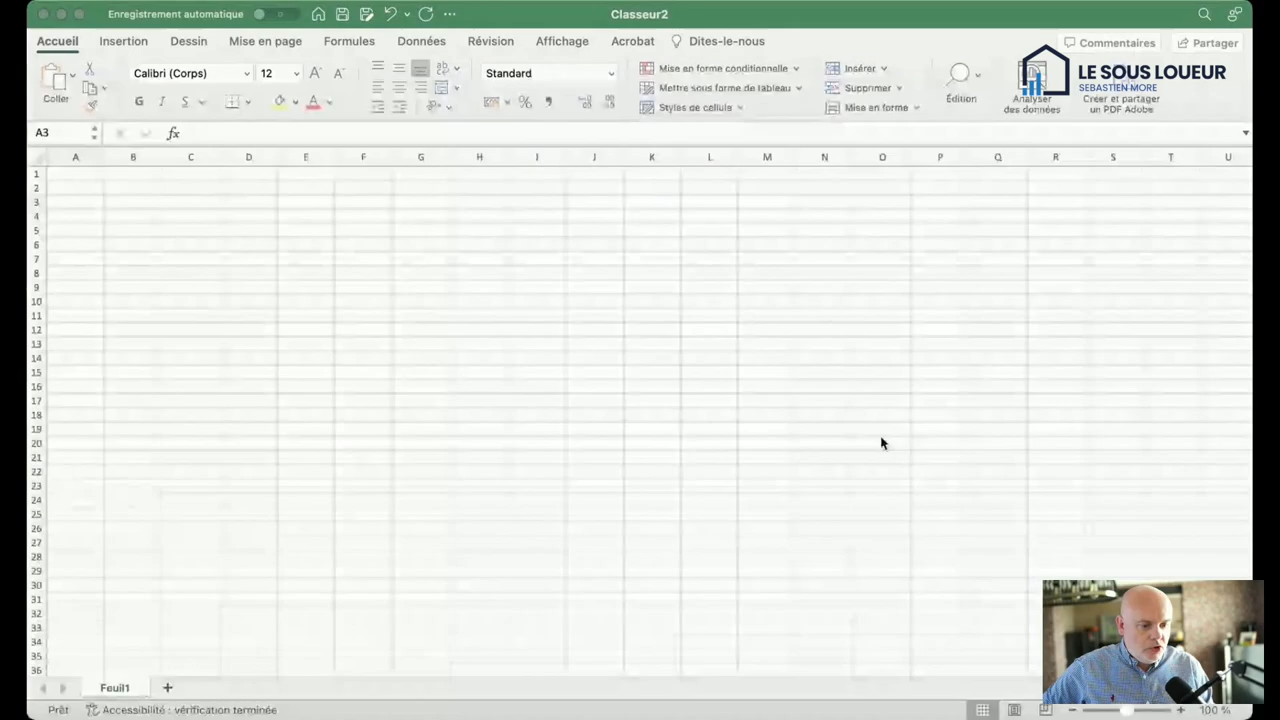 Enregistrement automatique
Classeur2
Accueil Insertion Dessin Mise en page Formules Données Révision Affichage Acrobat Dites-le-nous
Commentaires Partager
Coller
Calibri (Corps) 12
G I S
Standard
Mise en forme conditionnelle
Mettre sous forme de tableau
Styles de cellule
Insérer
Supprimer
Mise en forme
Édition
Analyser
des données
Créer et partager
un PDF Adobe
LE SOUS LOUEUR
SEBASTIEN MORE
A3 fx
A B C D E F G H I J K L M N O P Q R S T U
1
2
3
4
5
6
7
8
9
10
11
12
13
14
15
16
17
18
19
20
21
22
23
24
25
26
27
28
29
30
31
32
33
34
35
36
Feuil1 +
Prêt Accessibilité : vérification terminée
100 %